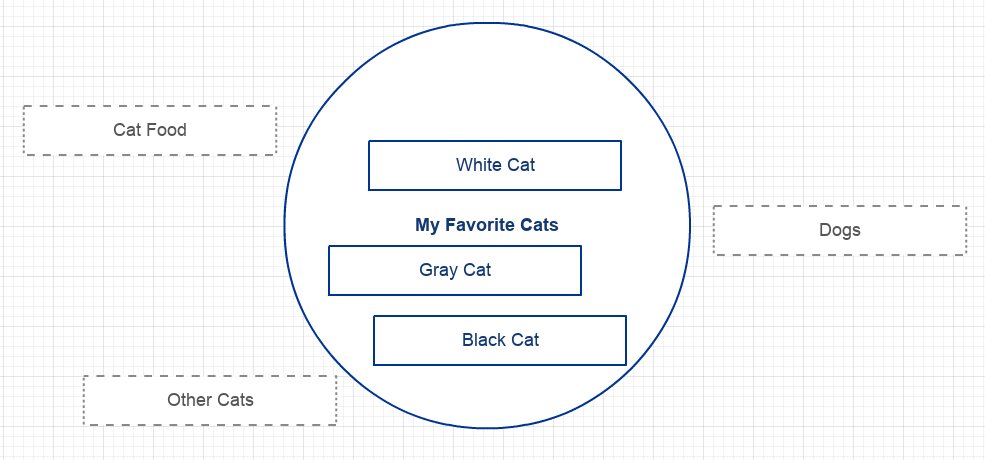 Cat Food
White Cat
My Favorite Cats
Dogs
Gray Cat
Black Cat
Other Cats